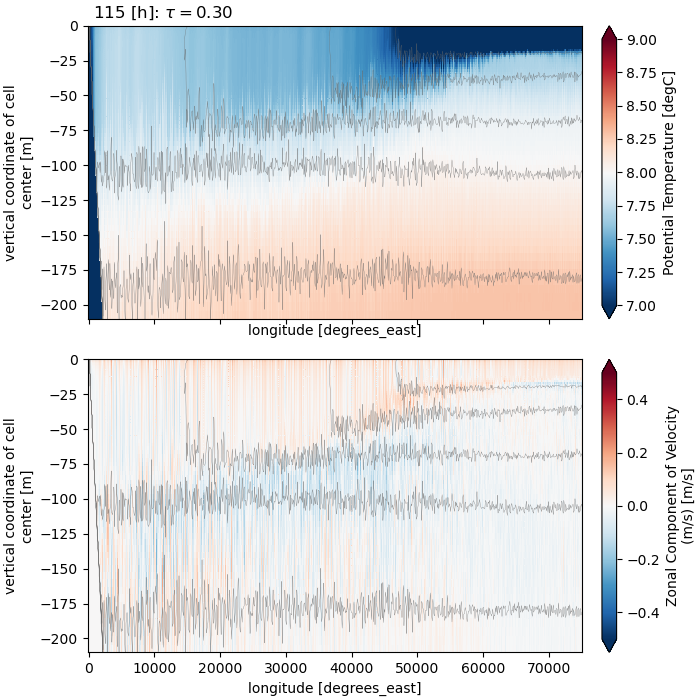 115 [h]: τ = 0.30
0
−25
−50
−75
−100
−125
−150
−175
−200
vertical coordinate of cell
center [m]
longitude [degrees_east]
9.00
8.75
8.50
8.25
8.00
7.75
7.50
7.25
7.00
Potential Temperature [degC]
0
−25
−50
−75
−100
−125
−150
−175
−200
vertical coordinate of cell
center [m]
0 10000 20000 30000 40000 50000 60000 70000
longitude [degrees_east]
0.4
0.2
0.0
−0.2
−0.4
Zonal Component of Velocity
(m/s) [m/s]